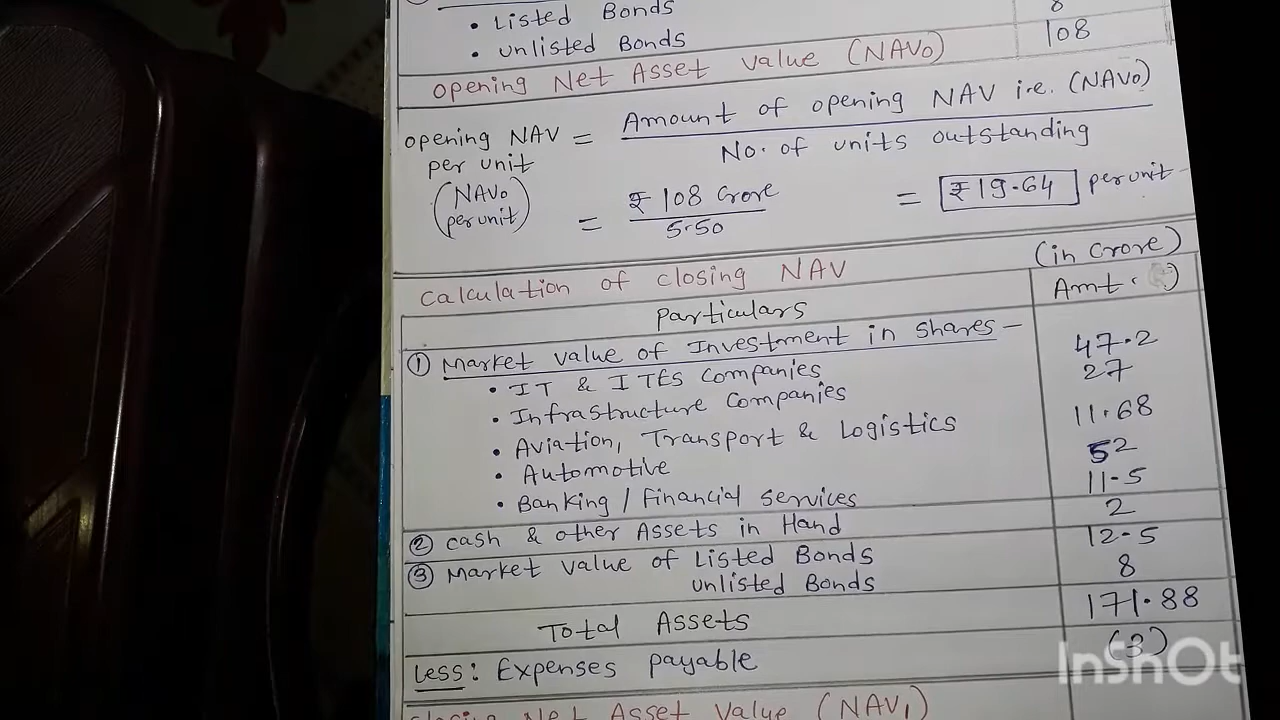 • Listed Bonds 8
• unlisted Bonds 108
opening Net Asset value (NAV₀)
opening NAV per unit = Amount of opening NAV i.e. (NAV₀)
No. of units outstanding
(NAV₀ per unit) = ₹ 108 Crore = ₹ 19.64 per unit
5.50
Calculation of closing NAV (in Crore)
Particulars Amt.
① Market value of Investment in shares –
• IT & ITES Companies 47.2
• Infrastructure Companies 27
• Aviation, Transport & Logistics 11.68
• Automotive 52
• Banking / financial services 11.5
② cash & other Assets in Hand 2
③ Market value of Listed Bonds 12.5
unlisted Bonds 8
Total Assets 171.88
Less: Expenses payable (3)
Net Asset Value (NAV₁)
InShOt